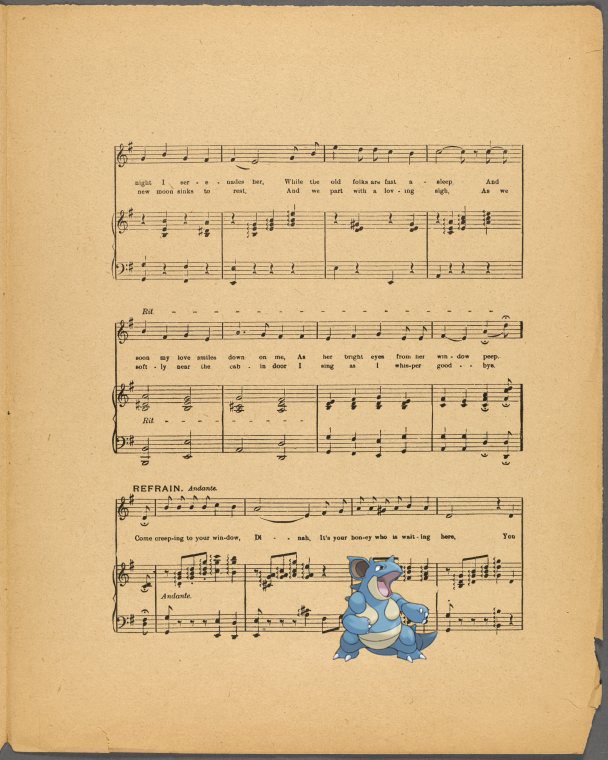 night I ser - e - nades her, While the old folks are fast a - sleep, And
new moon sinks to rest, And we part with a lov - ing sigh, As we
Rit.
soon my love smiles down on me, As her bright eyes from her win - dow peep.
soft - ly near the cab - in door I sing as I whis-per good - - bye.
Rit
REFRAIN. Andante.
Come creep-ing to your win-dow, Di - - nah, It's your hon-ey who is wait-ing here, You
Andante.